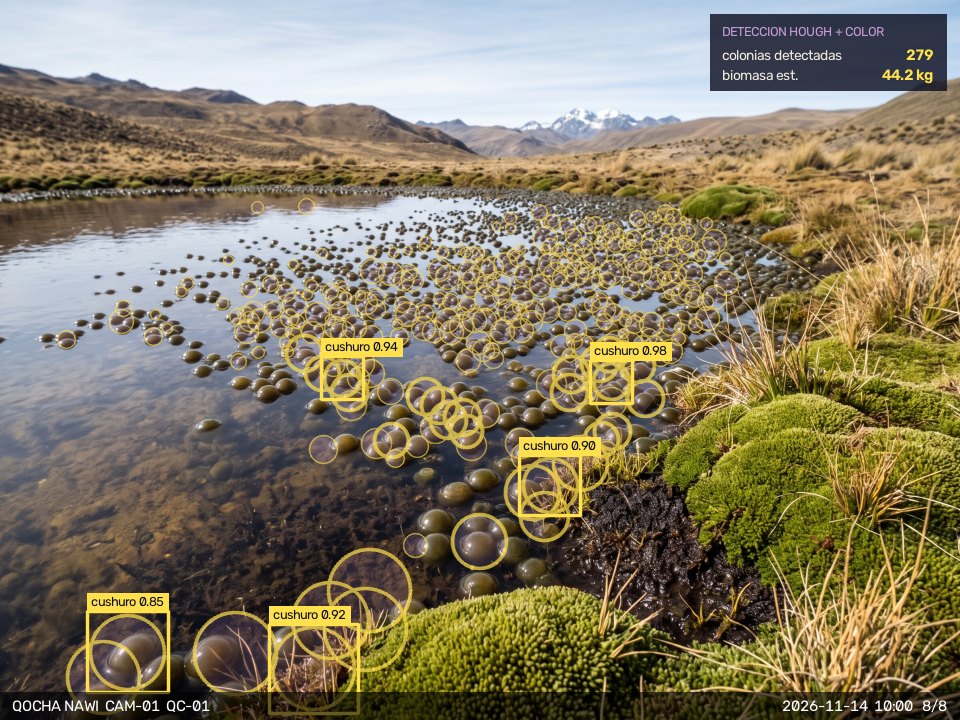 DETECCION HOUGH + COLOR
colonias detectadas 279
biomasa est. 44.2 kg
cushuro 0.94
cushuro 0.98
cushuro 0.90
cushuro 0.85
cushuro 0.92
QOCHA ÑAWI CAM-01 QC-01
2026-11-14 10:00 8/8